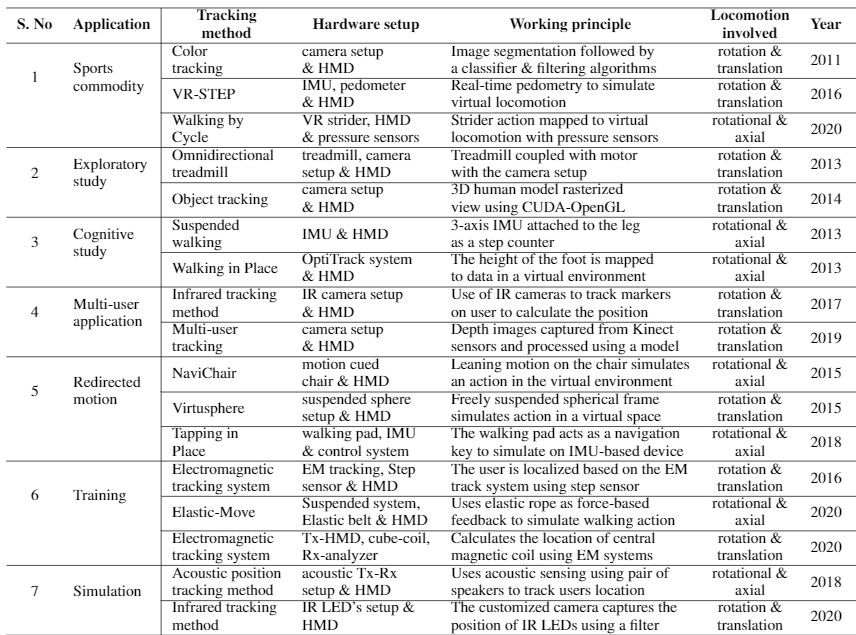 S. No Application Tracking method Hardware setup Working principle Locomotion involved Year
1 Sports commodity
Color tracking camera setup & HMD Image segmentation followed by a classifier & filtering algorithms rotation & translation 2011
VR-STEP IMU, pedometer & HMD Real-time pedometry to simulate virtual locomotion rotation & translation 2016
Walking by Cycle VR strider, HMD & pressure sensors Strider action mapped to virtual locomotion with pressure sensors rotational & axial 2020
2 Exploratory study
Omnidirectional treadmill treadmill, camera setup & HMD Treadmill coupled with motor with the camera setup rotation & translation 2013
Object tracking camera setup & HMD 3D human model rasterized view using CUDA-OpenGL rotation & translation 2014
3 Cognitive study
Suspended walking IMU & HMD 3-axis IMU attached to the leg as a step counter rotational & axial 2013
Walking in Place OptiTrack system & HMD The height of the foot is mapped to data in a virtual environment rotational & axial 2013
4 Multi-user application
Infrared tracking method IR camera setup & HMD Use of IR cameras to track markers on user to calculate the position rotation & translation 2017
Multi-user tracking camera setup & HMD Depth images captured from Kinect sensors and processed using a model rotation & translation 2019
5 Redirected motion
NaviChair motion cued chair & HMD Leaning motion on the chair simulates an action in the virtual environment rotational & axial 2015
Virtusphere suspended sphere setup & HMD Freely suspended spherical frame simulates action in a virtual space rotation & translation 2015
Tapping in Place walking pad, IMU & control system The walking pad acts as a navigation key to simulate on IMU-based device rotational & axial 2018
6 Training
Electromagnetic tracking system EM tracking, Step sensor & HMD The user is localized based on the EM track system using step sensor rotation & translation 2016
Elastic-Move Suspended system, Elastic belt & HMD Uses elastic rope as force-based feedback to simulate walking action rotational & axial 2020
Electromagnetic tracking system Tx-HMD, cube-coil, Rx-analyzer Calculates the location of central magnetic coil using EM systems rotation & translation 2020
7 Simulation
Acoustic position tracking method acoustic Tx-Rx setup & HMD Uses acoustic sensing using pair of speakers to track users location rotational & axial 2018
Infrared tracking method IR LED's setup & HMD The customized camera captures the position of IR LEDs using a filter rotation & translation 2020